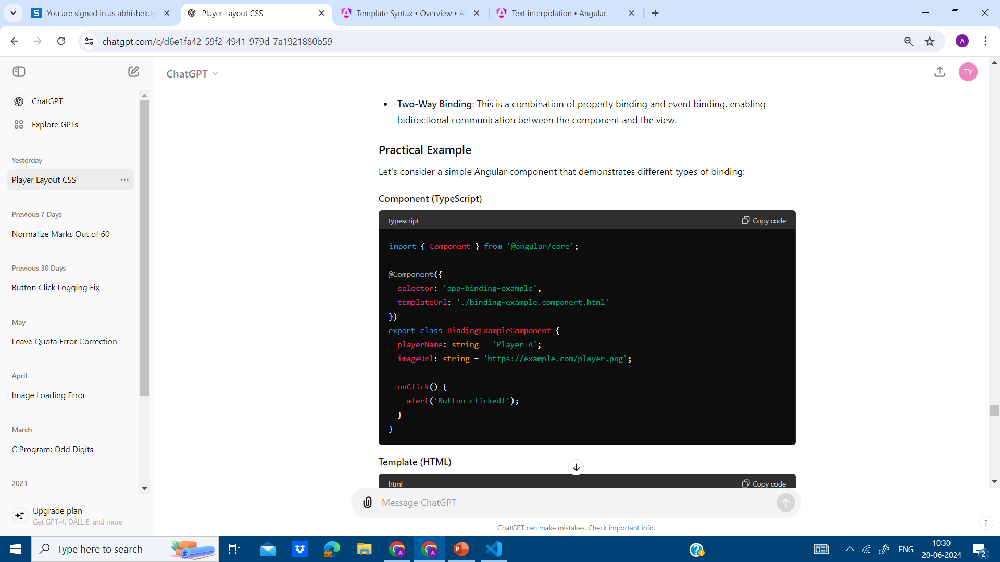 You are signed in as abhishek.ty
Player Layout CSS
Template Syntax • Overview • A
Text interpolation • Angular
chatgpt.com/c/d6e1fa42-59f2-4941-979d-7a1921880b59
A
ChatGPT
TY
ChatGPT
Explore GPTs
Yesterday
Player Layout CSS
Previous 7 Days
Normalize Marks Out of 60
Previous 30 Days
Button Click Logging Fix
May
Leave Quota Error Correction.
April
Image Loading Error
March
C Program: Odd Digits
2023
Upgrade plan
Get GPT-4, DALL·E, and more
• Two-Way Binding: This is a combination of property binding and event binding, enabling
bidirectional communication between the component and the view.
Practical Example
Let's consider a simple Angular component that demonstrates different types of binding:
Component (TypeScript)
typescript
Copy code
import { Component } from '@angular/core';
@Component({
  selector: 'app-binding-example',
  templateUrl: './binding-example.component.html'
})
export class BindingExampleComponent {
  playerName: string = 'Player A';
  imageUrl: string = 'https://example.com/player.png';
  onClick() {
    alert('Button clicked!');
  }
}
Template (HTML)
html
Copy code
Message ChatGPT
ChatGPT can make mistakes. Check important info.
?
Type here to search
ENG
10:30
20-06-2024
2